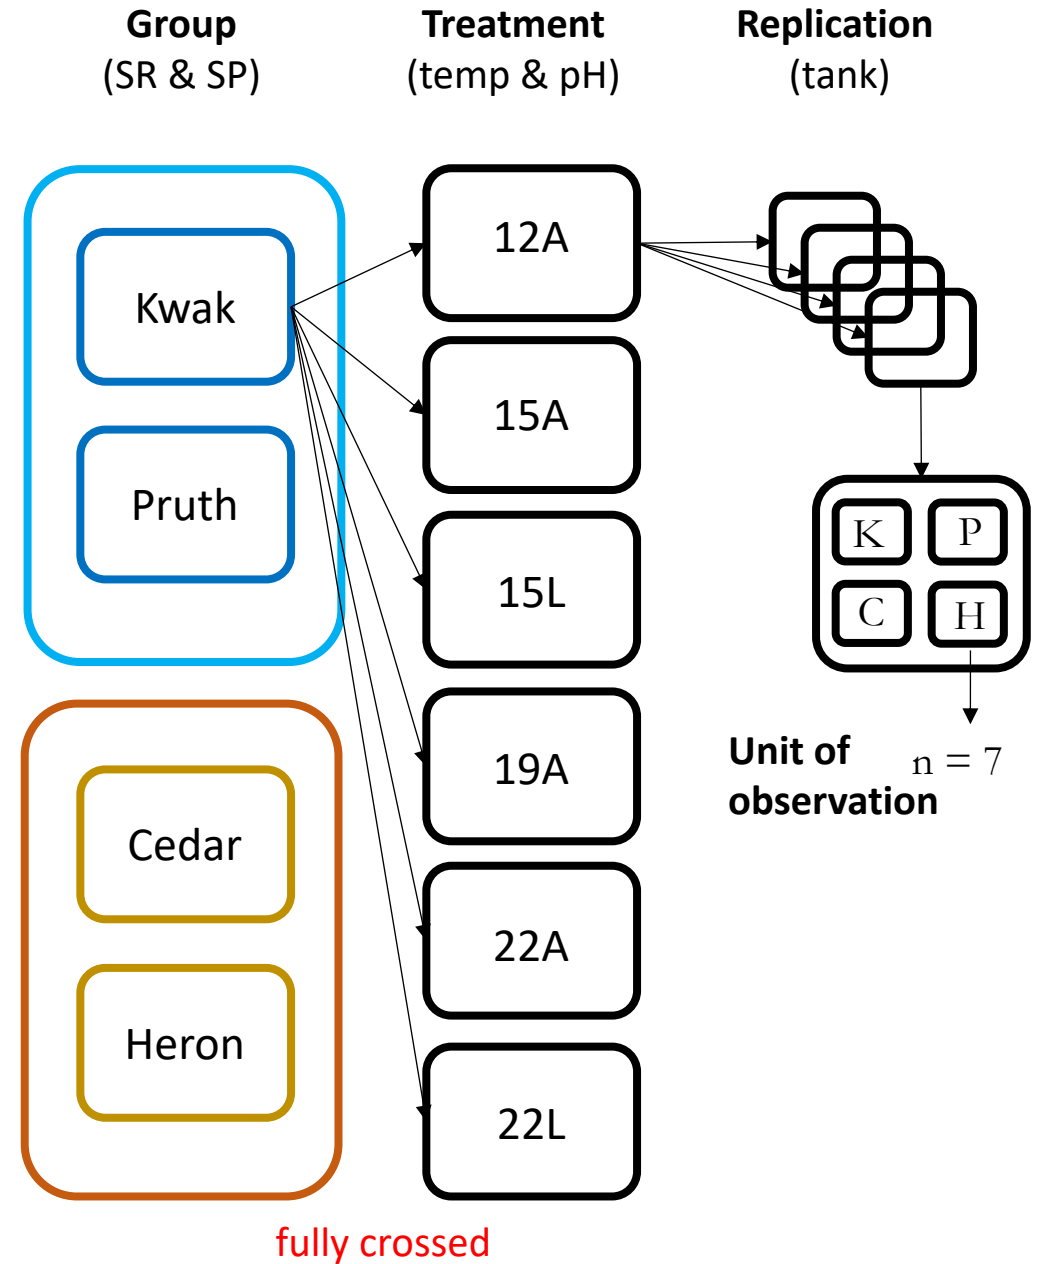 Group
(SR & SP)
Treatment
(temp & pH)
Replication
(tank)
Kwak
Pruth
Cedar
Heron
12A
15A
15L
19A
22A
22L
K
P
C
H
Unit of
observation
n = 7
fully crossed